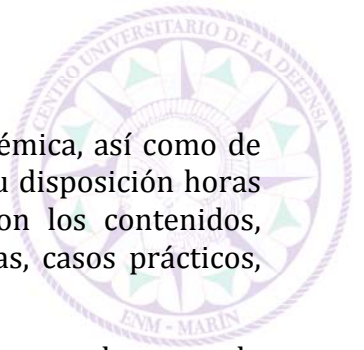 CENTRO UNIVERSITARIO DE LA DEFENSA
émica, así como de
u disposición horas
on los contenidos,
as, casos prácticos,
ENM - MARÍN